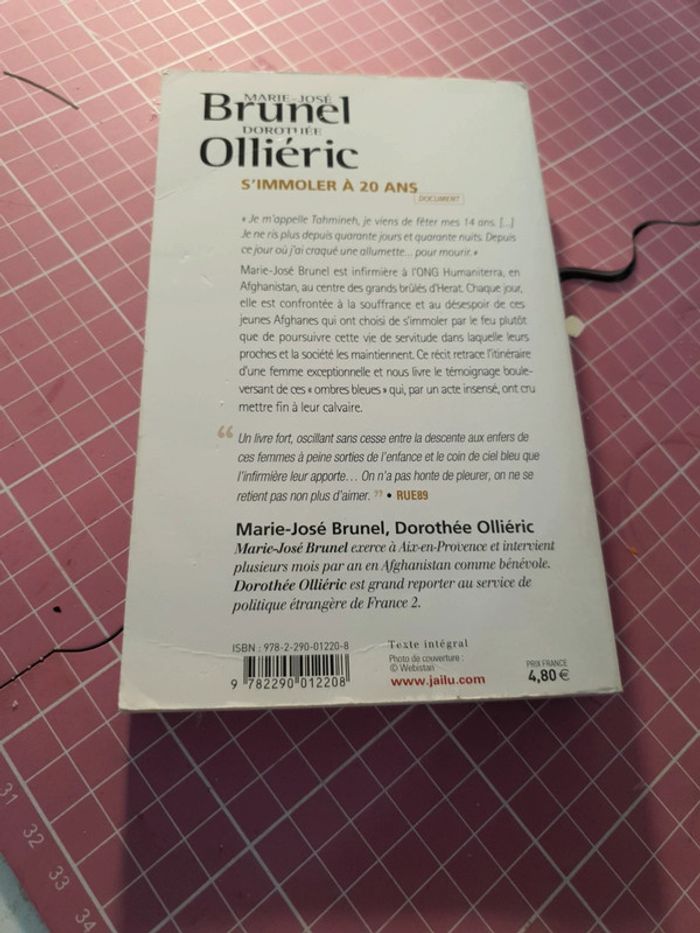 MARIE-JOSÉ
Brunel
DOROTHÉE
Olliéric
S'IMMOLER À 20 ANS
DOCUMENT
« Je m'appelle Tahmineh, je viens de fêter mes 14 ans. [...]
Je ne ris plus depuis quarante jours et quarante nuits. Depuis
ce jour où j'ai craqué une allumette... pour mourir. »
Marie-José Brunel est infirmière à l'ONG Humaniterra, en
Afghanistan, au centre des grands brûlés d'Herat. Chaque jour,
elle est confrontée à la souffrance et au désespoir de ces
jeunes Afghanes qui ont choisi de s'immoler par le feu plutôt
que de poursuivre cette vie de servitude dans laquelle leurs
proches et la société les maintiennent. Ce récit retrace l'itinéraire
d'une femme exceptionnelle et nous livre le témoignage boule-
versant de ces « ombres bleues » qui, par un acte insensé, ont cru
mettre fin à leur calvaire.
“ Un livre fort, oscillant sans cesse entre la descente aux enfers de
ces femmes à peine sorties de l'enfance et le coin de ciel bleu que
l'infirmière leur apporte... On n'a pas honte de pleurer, on ne se
retient pas non plus d'aimer. ” • RUE89
Marie-José Brunel, Dorothée Olliéric
Marie-José Brunel exerce à Aix-en-Provence et intervient
plusieurs mois par an en Afghanistan comme bénévole.
Dorothée Olliéric est grand reporter au service de
politique étrangère de France 2.
ISBN : 978-2-290-01220-8
9 782290 012208
Texte intégral
Photo de couverture :
© Webistan
www.jailu.com
PRIX FRANCE
4,80 €
31
32
33
34